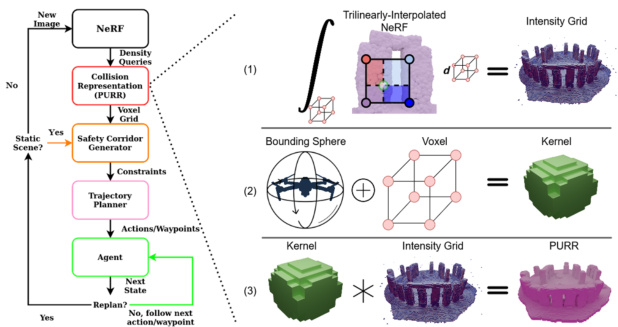 New
Image
NeRF
Density
Queries
No
Collision
Representation
(PURR)
Voxel
Grid
Static
Scene?
Yes
Safety Corridor
Generator
Constraints
Trajectory
Planner
Actions/Waypoints
Agent
Next
State
Replan?
Yes
No, follow next
action/waypoint
Trilinearly-Interpolated
NeRF
Intensity Grid
(1)
d
=
Bounding Sphere
Voxel
Kernel
(2)
+
=
Kernel
Intensity Grid
PURR
(3)
*
=